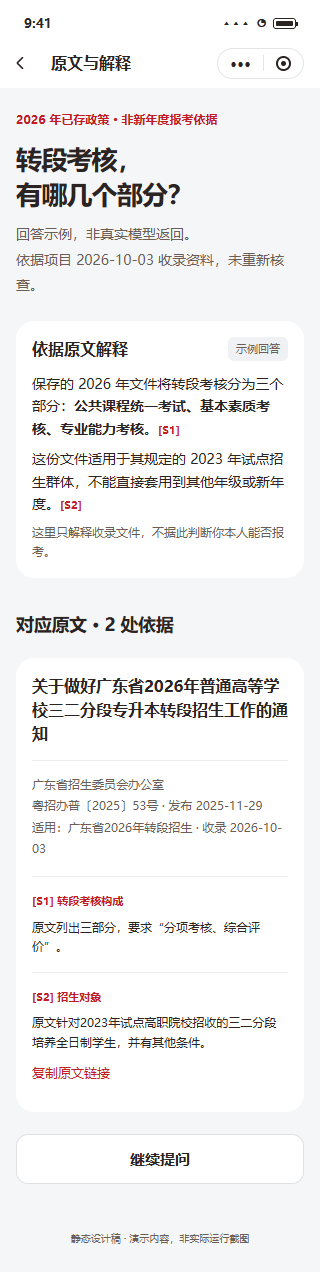 9:41
原文与解释
2026 年已存政策·非新年度报考依据
转段考核，
有哪几个部分？
回答示例，非真实模型返回。
依据项目 2026-10-03 收录资料，未重新核
查。
依据原文解释
示例回答
保存的 2026 年文件将转段考核分为三个
部分：公共课程统一考试、基本素质考
核、专业能力考核。[S1]
这份文件适用于其规定的 2023 年试点招
生群体，不能直接套用到其他年级或新年
度。[S2]
这里只解释收录文件，不据此判断你本人能否报
考。
对应原文·2 处依据
关于做好广东省2026年普通高等学
校三二分段专升本转段招生工作的通
知
广东省招生委员会办公室
粤招办普〔2025〕53号 · 发布 2025-11-29
适用：广东省2026年转段招生 · 收录 2026-10-
03
[S1] 转段考核构成
原文列出三部分，要求“分项考核、综合评
价”。
[S2] 招生对象
原文针对2023年试点高职院校招收的三二分段
培养全日制学生，并有其他条件。
复制原文链接
继续提问
静态设计稿 · 演示内容，非实际运行截图